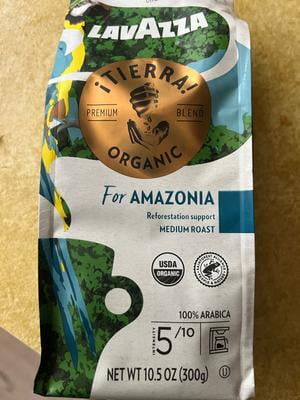 LAVAZZA
¡TIERRA!
PREMIUM BLEND
ORGANIC
For AMAZONIA
Reforestation support
MEDIUM ROAST
USDA
ORGANIC
100% ARABICA
INTENSITY
5/10
NET WT 10.5 OZ (300g)
U